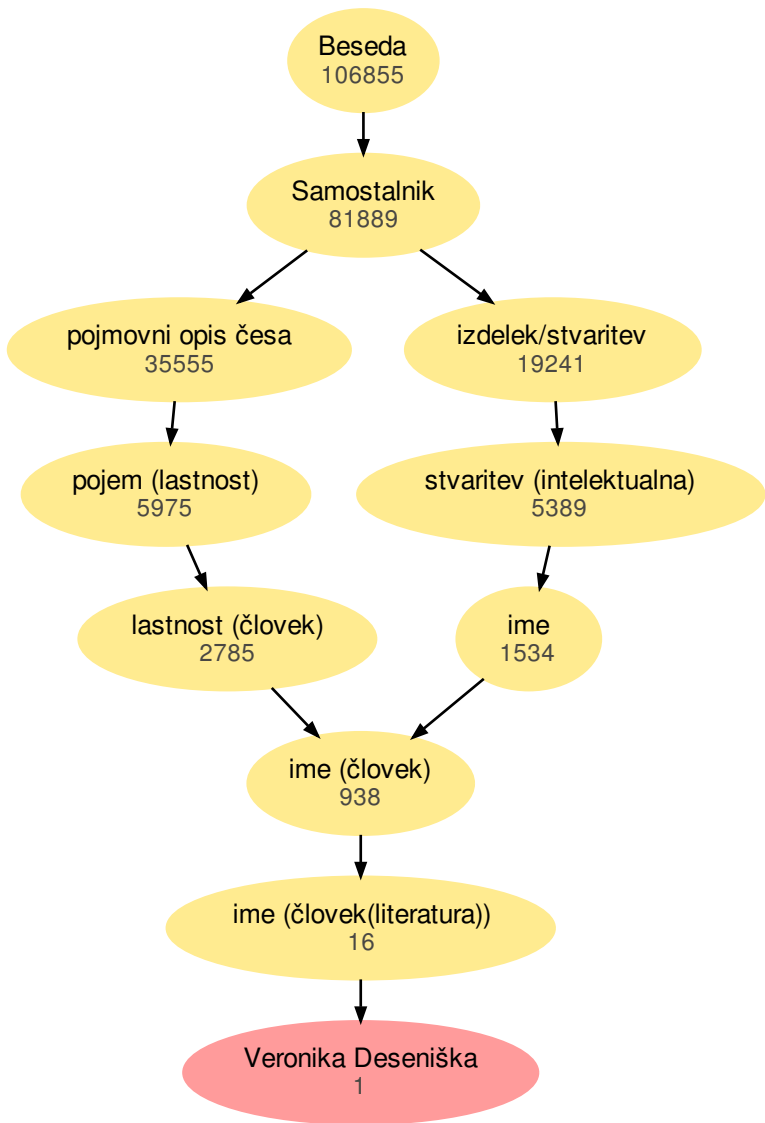 Beseda
106855
Samostalnik
81889
pojmovni opis česa
35555
izdelek/stvaritev
19241
pojem (lastnost)
5975
stvaritev (intelektualna)
5389
lastnost (človek)
2785
ime
1534
ime (človek)
938
ime (človek(literatura))
16
Veronika Deseniška
1